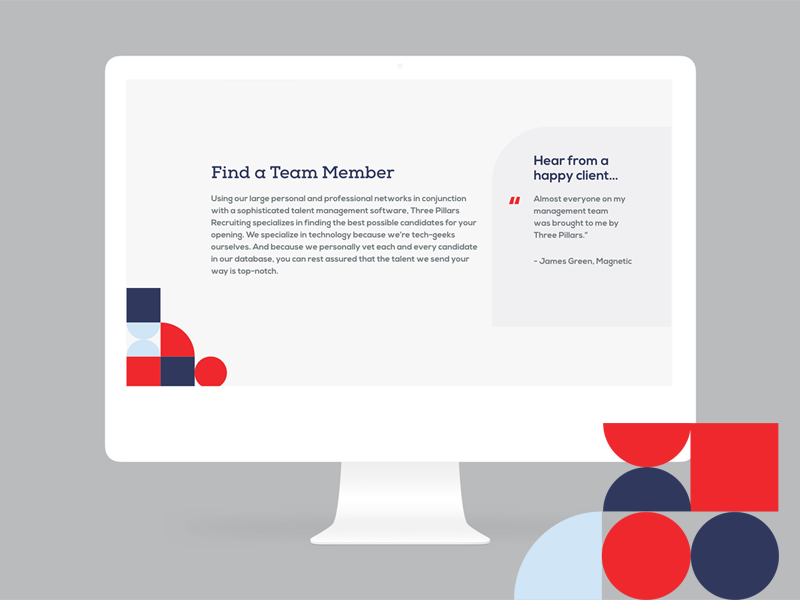 Find a Team Member
Using our large personal and professional networks in conjunction
with a sophisticated talent management software, Three Pillars
Recruiting specializes in finding the best possible candidates for your
opening. We specialize in technology because we're tech-geeks
ourselves. And because we personally vet each and every candidate
in our database, you can rest assured that the talent we send your
way is top-notch.
Hear from a
happy client...
"Almost everyone on my
management team
was brought to me by
Three Pillars."
- James Green, Magnetic